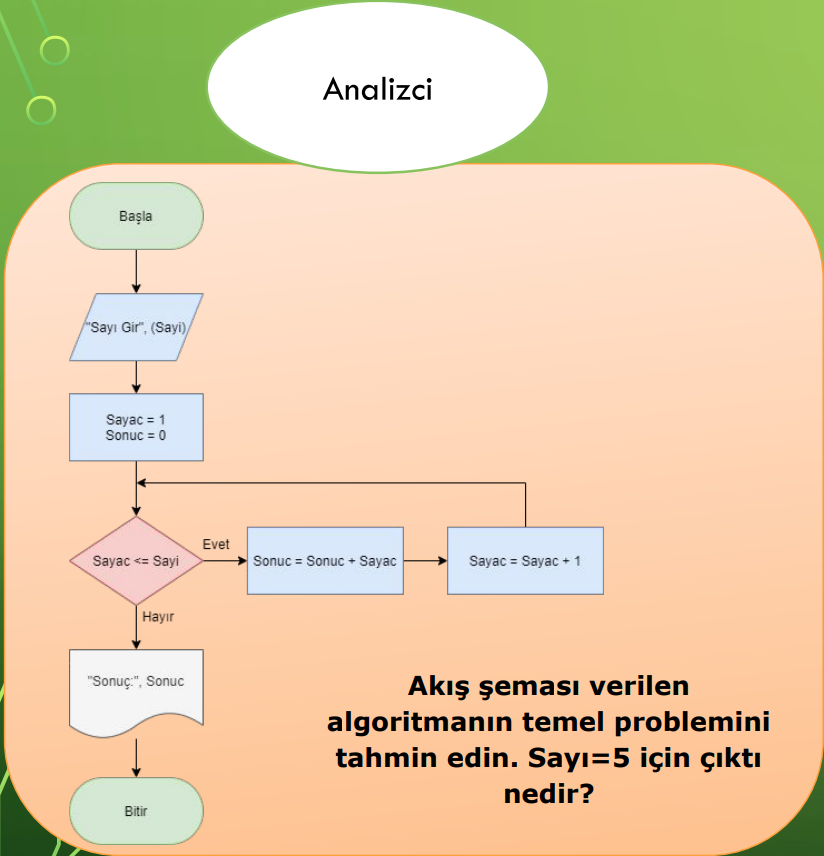 Analizci
Başla
"Sayı Gir", (Sayi)
Sayac = 1
Sonuc = 0
Sayac <= Sayi
Evet
Sonuc = Sonuc + Sayac
Sayac = Sayac + 1
Hayır
"Sonuç:", Sonuc
Bitir
Akış şeması verilen
algoritmanın temel problemini
tahmin edin. Sayı=5 için çıktı
nedir?